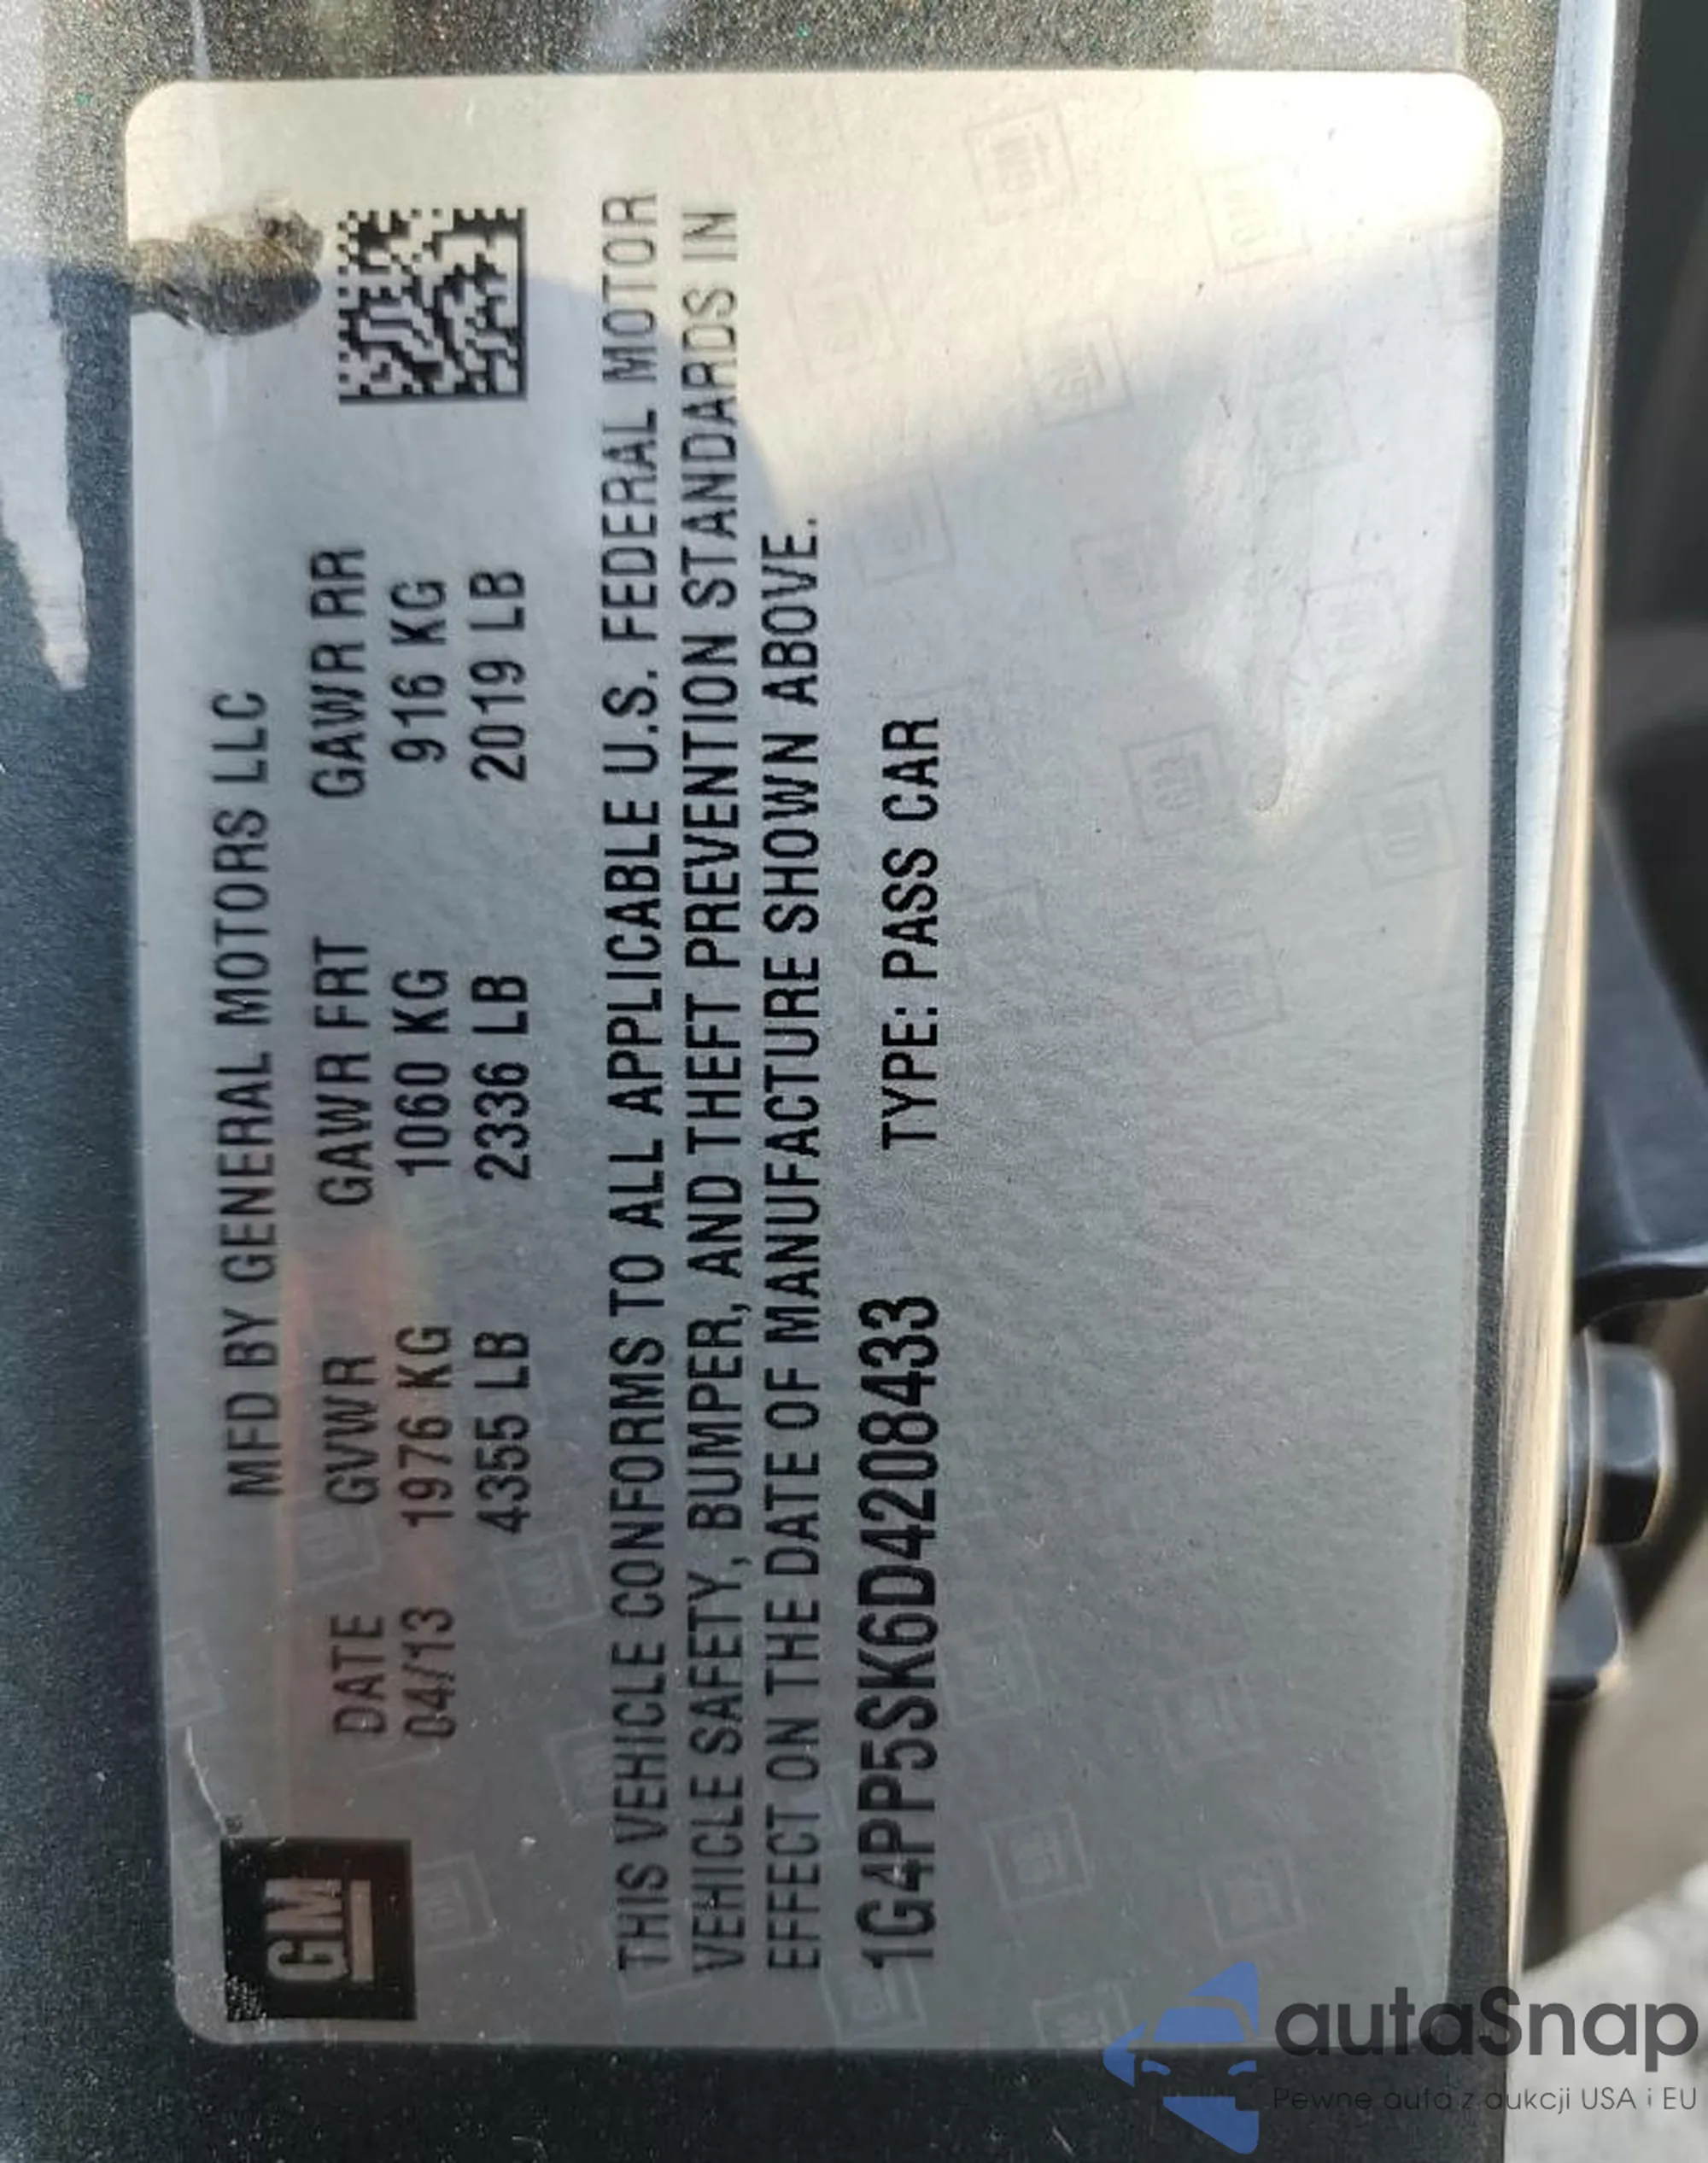 GM
MFD BY GENERAL MOTORS LLC
DATE GVWR GAWR FRT GAWR RR
04/13 1976 KG 1060 KG 916 KG
4355 LB 2336 LB 2019 LB
THIS VEHICLE CONFORMS TO ALL APPLICABLE U.S. FEDERAL MOTOR
VEHICLE SAFETY, BUMPER, AND THEFT PREVENTION STANDARDS IN
EFFECT ON THE DATE OF MANUFACTURE SHOWN ABOVE.
1G4PP5SK6D4208433 TYPE: PASS CAR
autaSnap
Pewne auta z aukcji USA i EU